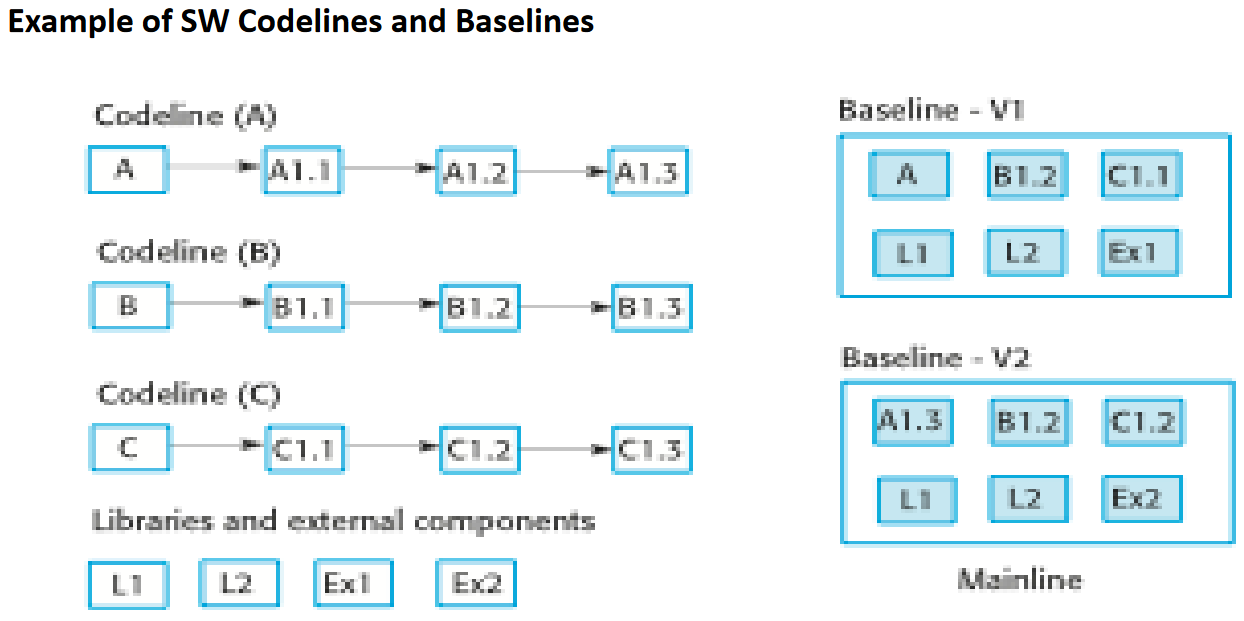 Example of SW Codelines and Baselines
Codeline (A)
A A1.1 A1.2 A1.3
Codeline (B)
B B1.1 B1.2 B1.3
Codeline (C)
C C1.1 C1.2 C1.3
Libraries and external components
L1 L2 Ex1 Ex2
Baseline - V1
A B1.2 C1.1
L1 L2 Ex1
Baseline - V2
A1.3 B1.2 C1.2
L1 L2 Ex2
Mainline